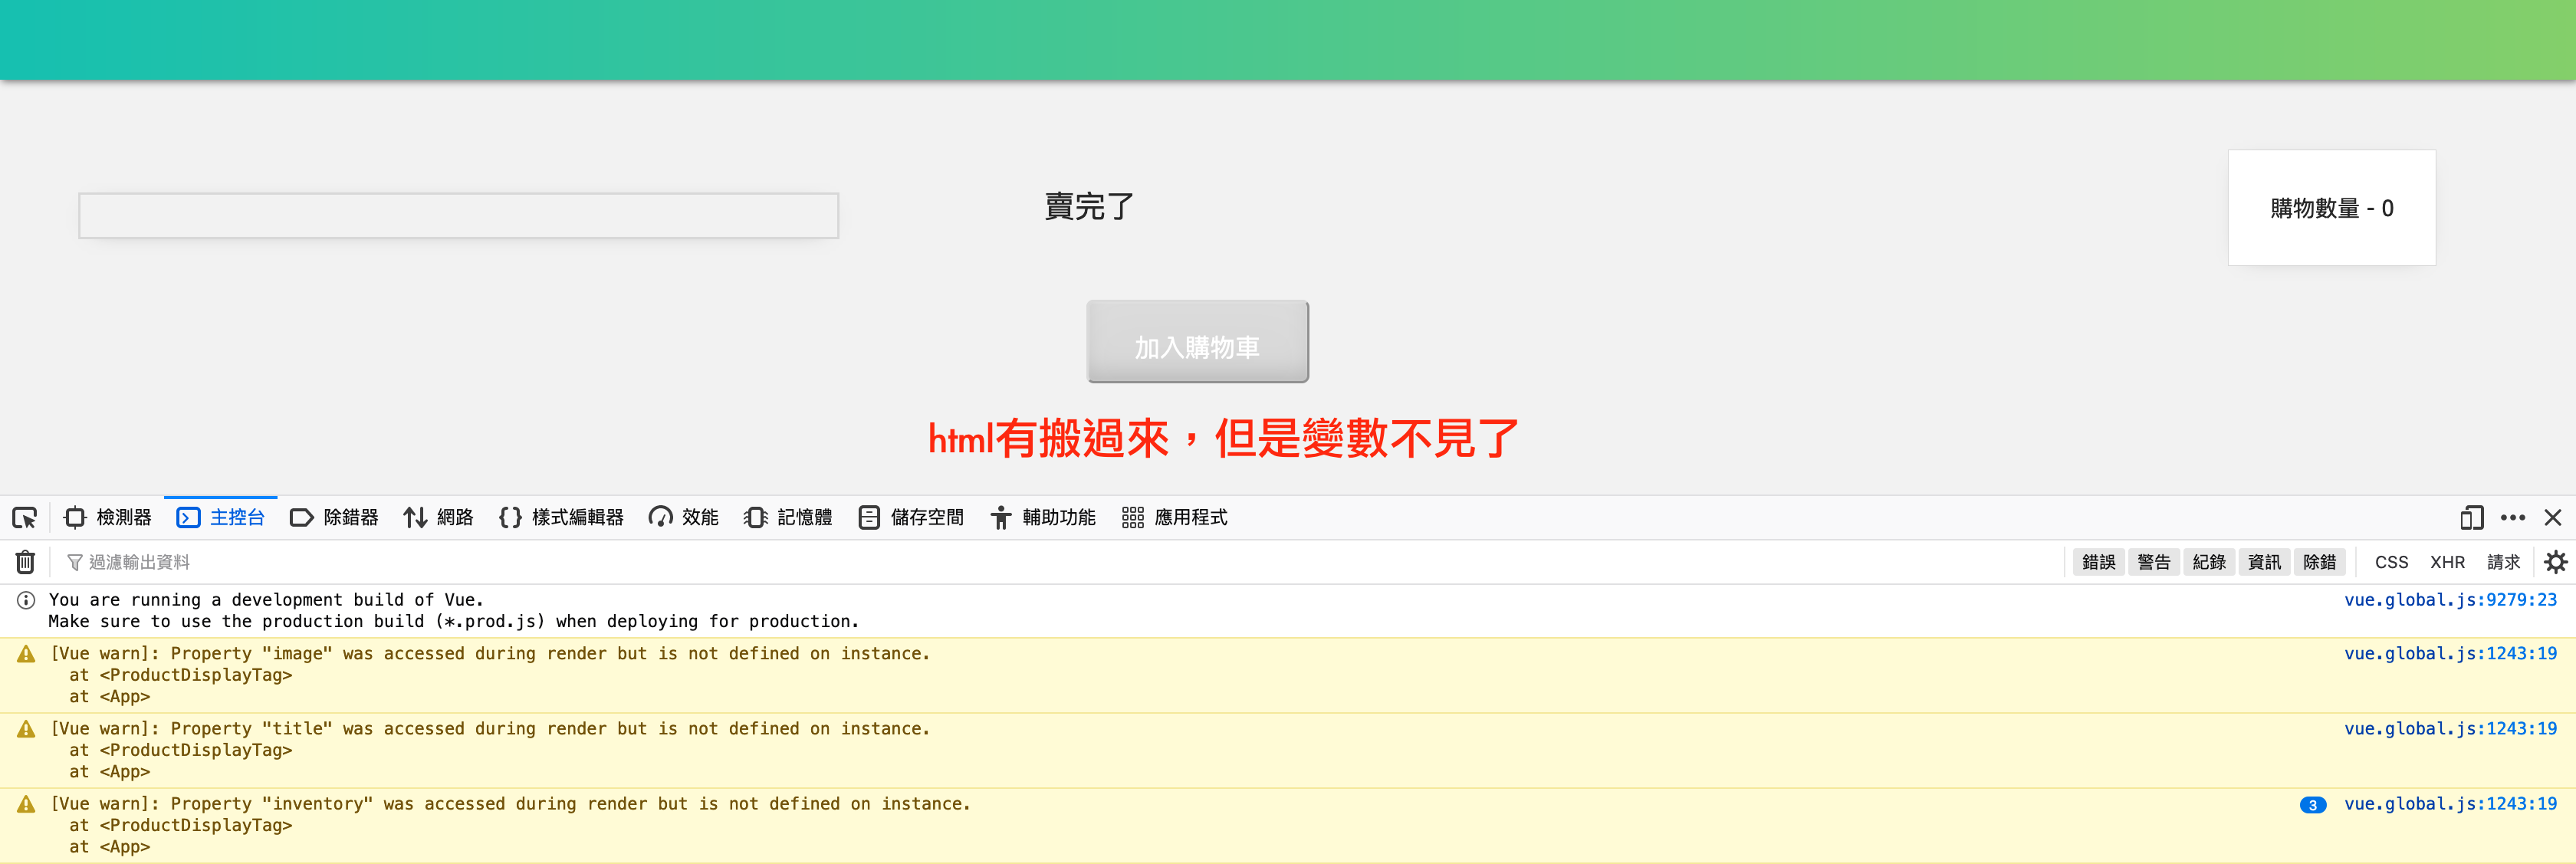 賣完了
購物數量 - 0
加入購物車
html有搬過來，但是變數不見了
檢測器 主控台 除錯器 網路 樣式編輯器 效能 記憶體 儲存空間 輔助功能 應用程式
過濾輸出資料 錯誤 警告 紀錄 資訊 除錯 CSS XHR 請求
You are running a development build of Vue. vue.global.js:9279:23
Make sure to use the production build (*.prod.js) when deploying for production.
[Vue warn]: Property "image" was accessed during render but is not defined on instance. vue.global.js:1243:19
at <ProductDisplayTag>
at <App>
[Vue warn]: Property "title" was accessed during render but is not defined on instance. vue.global.js:1243:19
at <ProductDisplayTag>
at <App>
[Vue warn]: Property "inventory" was accessed during render but is not defined on instance. 3 vue.global.js:1243:19
at <ProductDisplayTag>
at <App>